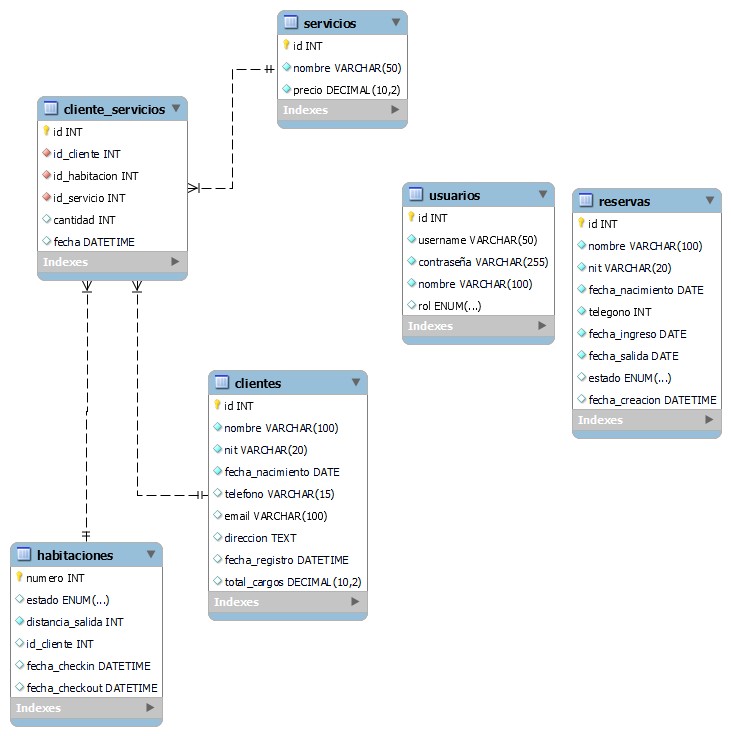 servicios
id INT
nombre VARCHAR(50)
precio DECIMAL(10,2)
Indexes
cliente_servicios
id INT
id_cliente INT
id_habitacion INT
id_servicio INT
cantidad INT
fecha DATETIME
Indexes
usuarios
id INT
username VARCHAR(50)
contraseña VARCHAR(255)
nombre VARCHAR(100)
rol ENUM(...)
Indexes
reservas
id INT
nombre VARCHAR(100)
nit VARCHAR(20)
fecha_nacimiento DATE
telegono INT
fecha_ingreso DATE
fecha_salida DATE
estado ENUM(...)
fecha_creacion DATETIME
Indexes
clientes
id INT
nombre VARCHAR(100)
nit VARCHAR(20)
fecha_nacimiento DATE
telefono VARCHAR(15)
email VARCHAR(100)
direccion TEXT
fecha_registro DATETIME
total_cargos DECIMAL(10,2)
Indexes
habitaciones
numero INT
estado ENUM(...)
distancia_salida INT
id_cliente INT
fecha_checkin DATETIME
fecha_checkout DATETIME
Indexes